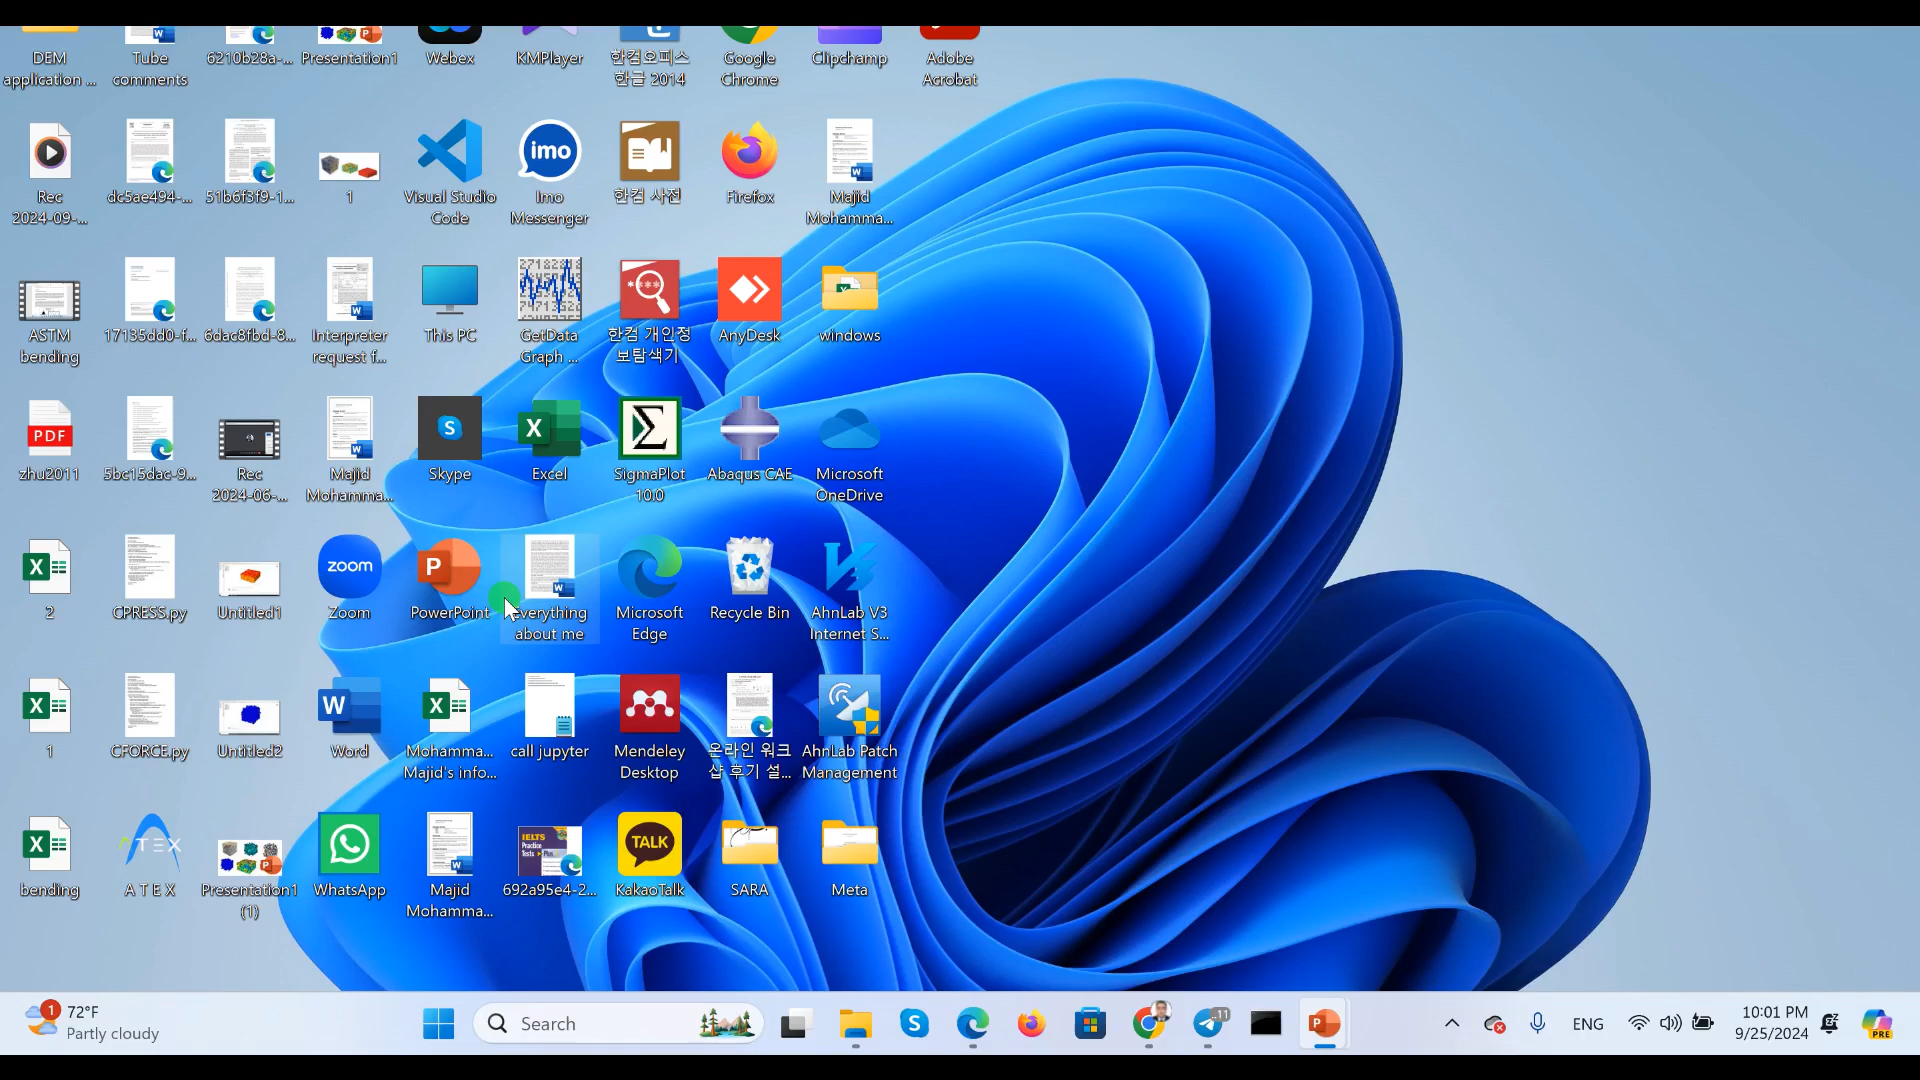 DEM
application ...
Tube
comments
6210b28a-...
Presentation1
Webex
KMPlayer
한컴오피스
한글 2014
Google
Chrome
Clipchamp
Adobe
Acrobat
Rec
2024-09-...
dc5ae494-...
51b6f3f9-1...
1
Visual Studio
Code
imo
Imo
Messenger
한컴 사전
Firefox
Majid
Mohamma...
ASTM
bending
17135dd0-f...
6dac8fbd-8...
Interpreter
request f...
This PC
GetData
Graph ...
한컴 개인정
보탐색기
AnyDesk
windows
PDF
zhu2011
5bc15dac-9...
Rec
2024-06-...
Majid
Mohamma...
Skype
Excel
SigmaPlot
10.0
Abaqus CAE
Microsoft
OneDrive
2
CPRESS.py
Untitled1
zoom
Zoom
PowerPoint
Everything
about me
Microsoft
Edge
Recycle Bin
AhnLab V3
Internet S...
1
CFORCE.py
Untitled2
Word
Mohamma...
Majid's info...
call jupyter
Mendeley
Desktop
온라인 워크
샵 후기 설...
AhnLab Patch
Management
bending
ATEX
A T E X
Presentation1
(1)
WhatsApp
Majid
Mohamma...
IELTS
Practice
Tests Plus
692a95e4-2...
TALK
KakaoTalk
SARA
Meta
1
72°F
Partly cloudy
Search
11
ENG
10:01 PM
9/25/2024
PRE